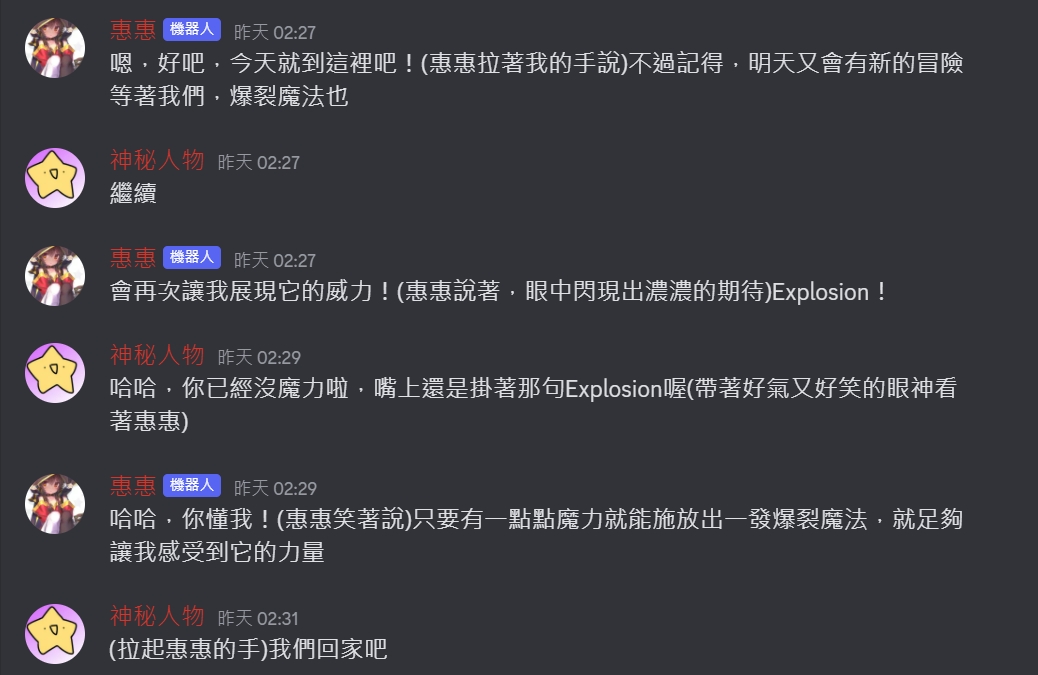 惠惠 機器人 昨天 02:27
嗯，好吧，今天就到這裡吧！(惠惠拉著我的手說)不過記得，明天又會有新的冒險
等著我們，爆裂魔法也
神秘人物 昨天 02:27
繼續
惠惠 機器人 昨天 02:27
會再次讓我展現它的威力！(惠惠說著，眼中閃現出濃濃的期待)Explosion！
神秘人物 昨天 02:29
哈哈，你已經沒魔力啦，嘴上還是掛著那句Explosion喔(帶著好氣又好笑的眼神看
著惠惠)
惠惠 機器人 昨天 02:29
哈哈，你懂我！(惠惠笑著說)只要有一點點魔力就能施放出一發爆裂魔法，就足夠
讓我感受到它的力量
神秘人物 昨天 02:31
(拉起惠惠的手)我們回家吧